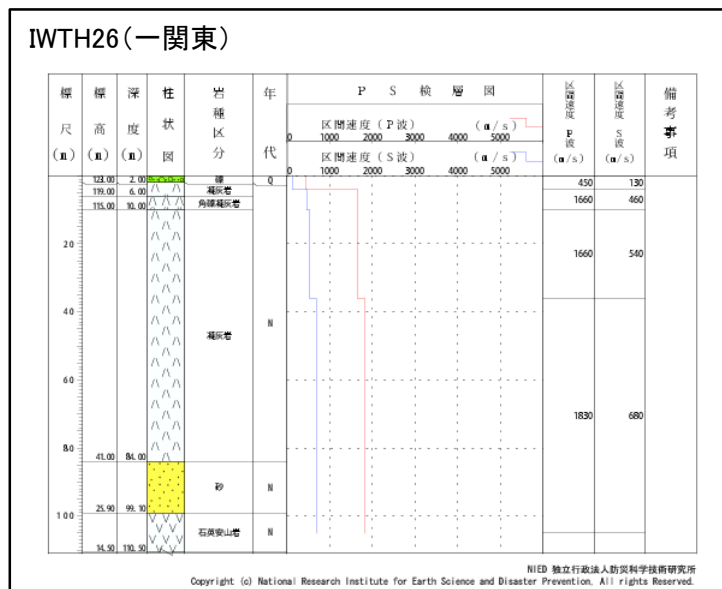 IWTH26(一関東)
標尺(m)
標高(m)
深度(m)
性状図
岩種区分
年代
PS検層図
区間速度(P波) (m/s)
0 1000 2000 3000 4000 5000
区間速度(S波) (m/s)
0 1000 2000 3000 4000 5000
区間速度 P波 (m/s)
区間速度 S波 (m/s)
備考事項
123.00 2.00 礫 Q 450 130
119.00 6.00 凝灰岩 1660 460
115.00 10.00 角礫凝灰岩
20 1660 540
40 凝灰岩 N
60 1830 680
80
41.00 84.00
砂 N
25.90 99.10
100
石英安山岩 N
14.50 110.50
NIED 独立行政法人防災科学技術研究所
Copyright (c) National Research Institute for Earth Science and Disaster Prevention, All rights Reserved.